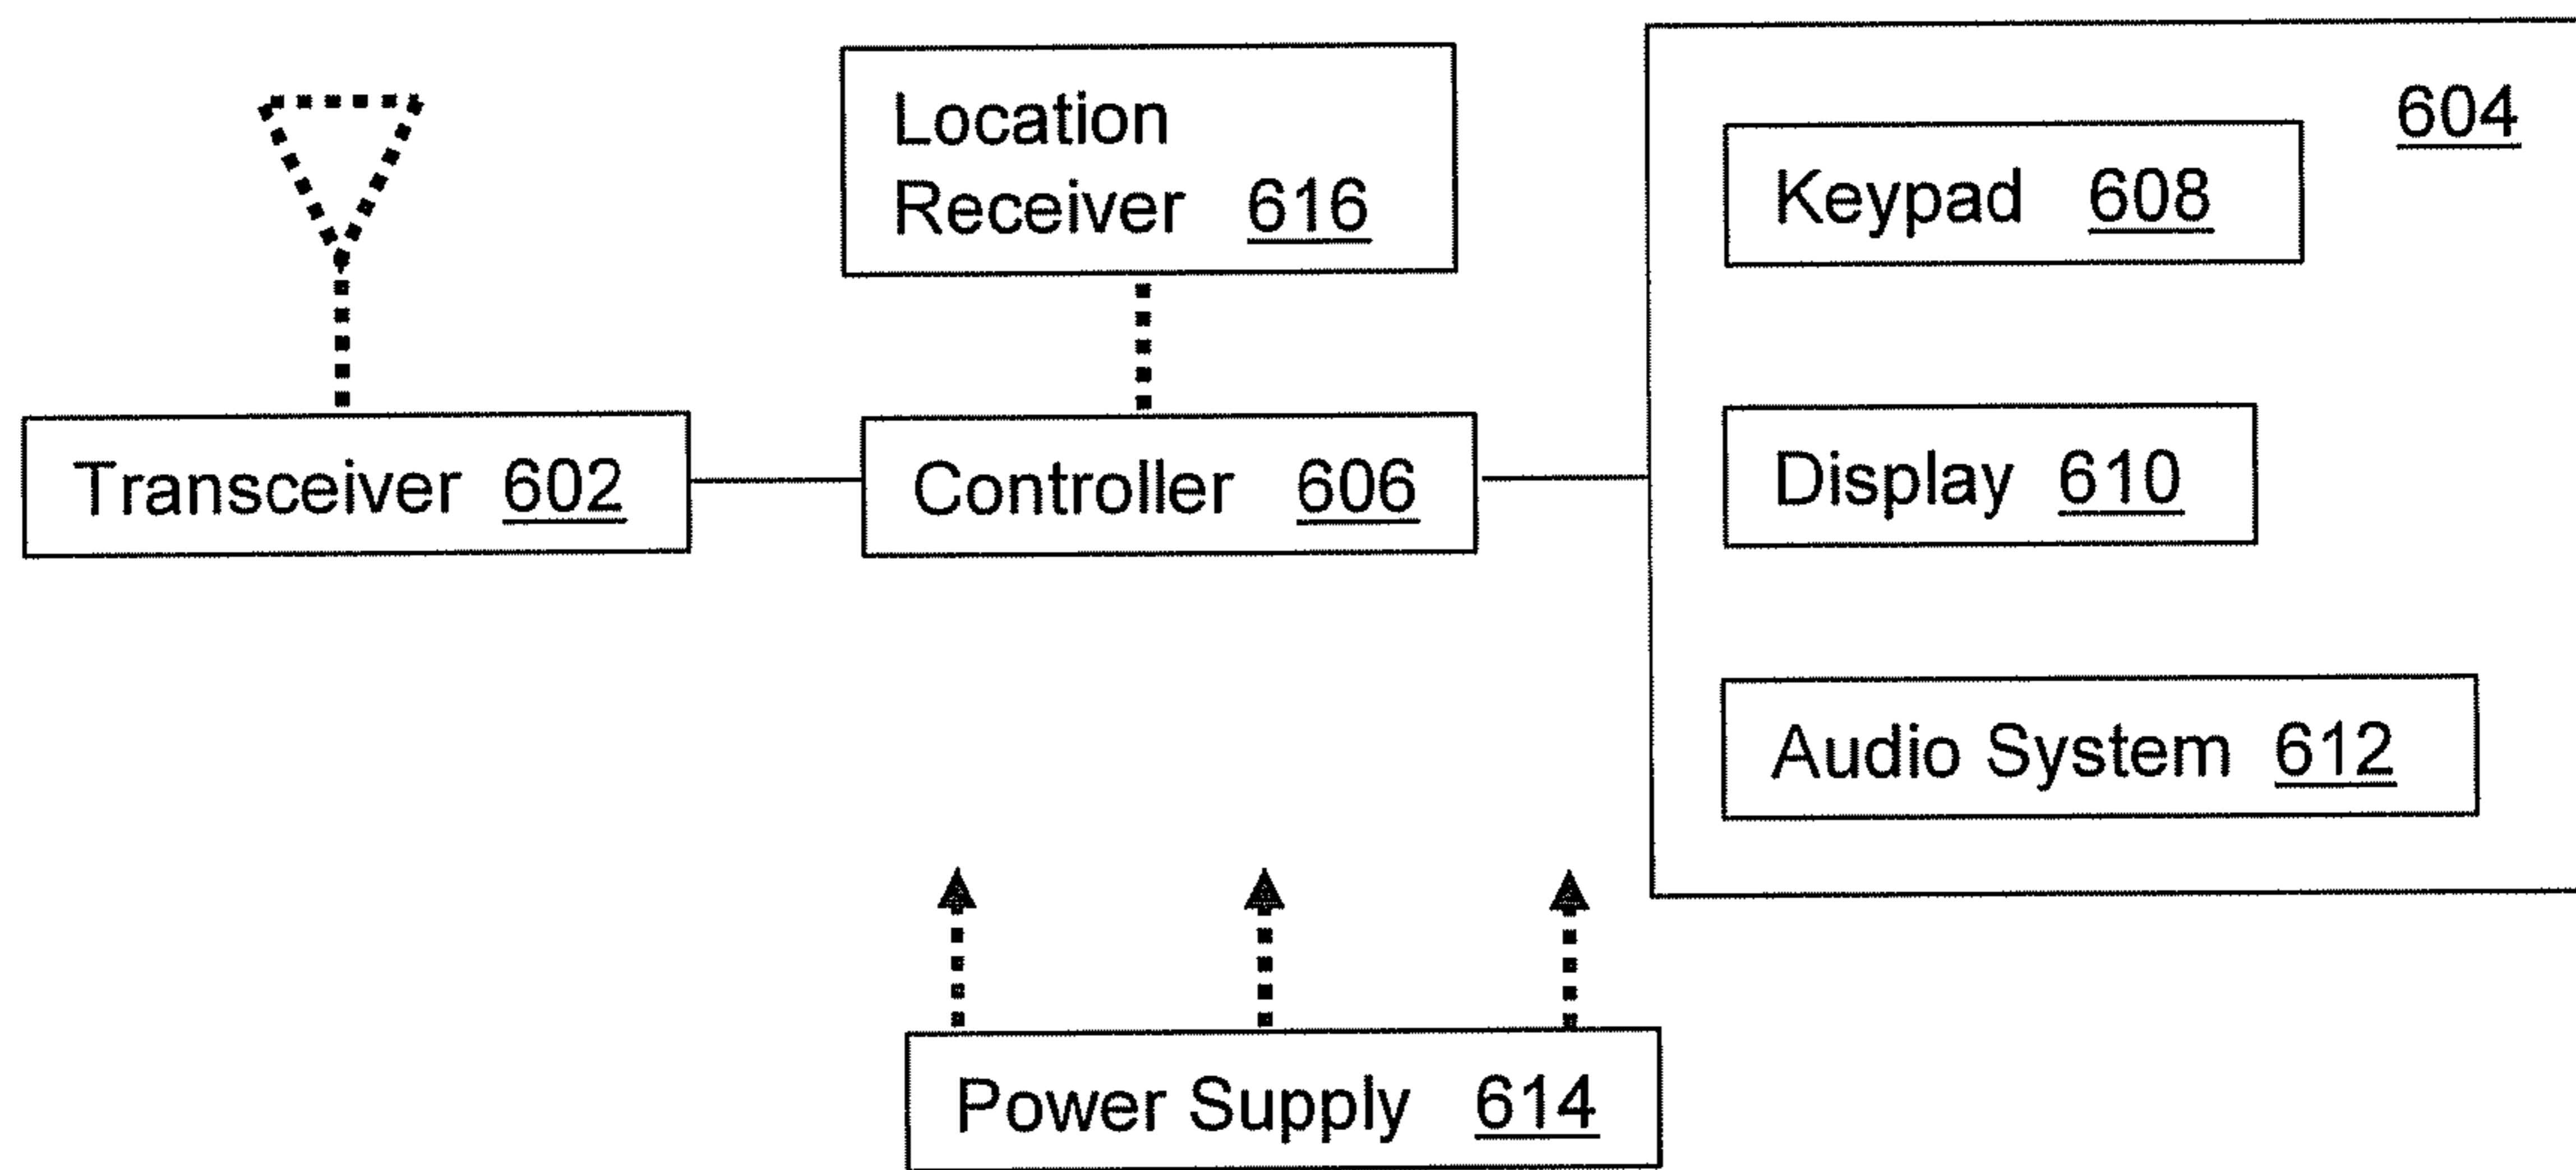 Location
Receiver 616
604
Keypad 608
Transceiver 602
Controller 606
Display 610
Audio System 612
Power Supply 614